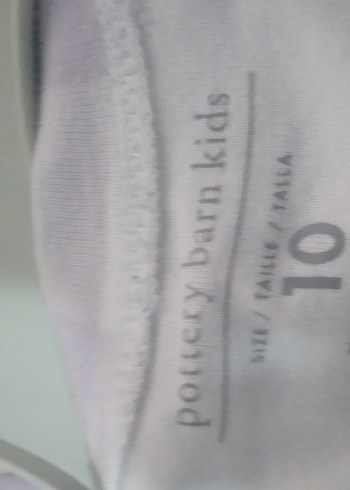 pottery barn kids
SIZE / TAILLE / TALLA
10